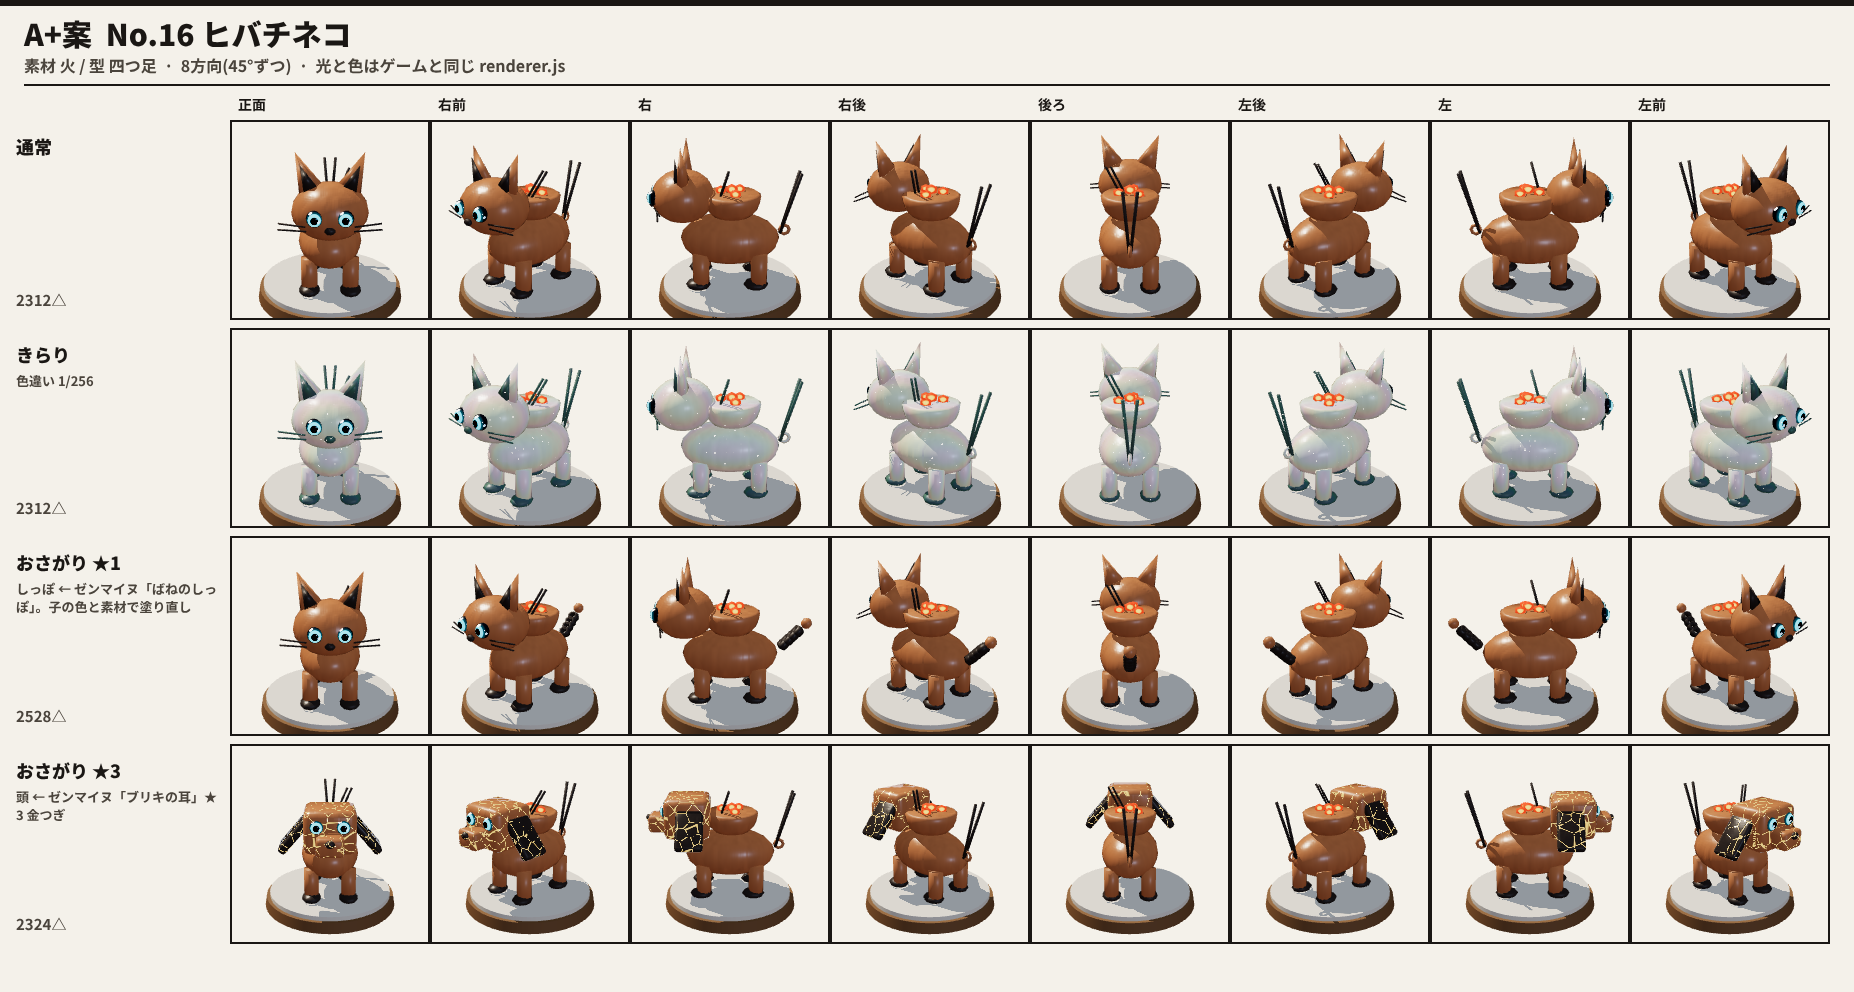 A+案 No.16 ヒバチネコ
素材 火 / 型 四つ足 ・ 8方向(45°ずつ) ・ 光と色はゲームと同じ renderer.js
正面 右前 右 右後 後ろ 左後 左 左前
通常
2312△
きらり
色違い 1/256
2312△
おさがり ★1
しっぽ ← ゼンマイヌ「ばねのしっ
ぽ」。子の色と素材で塗り直し
2528△
おさがり ★3
頭 ← ゼンマイヌ「ブリキの耳」★
3 金つぎ
2324△